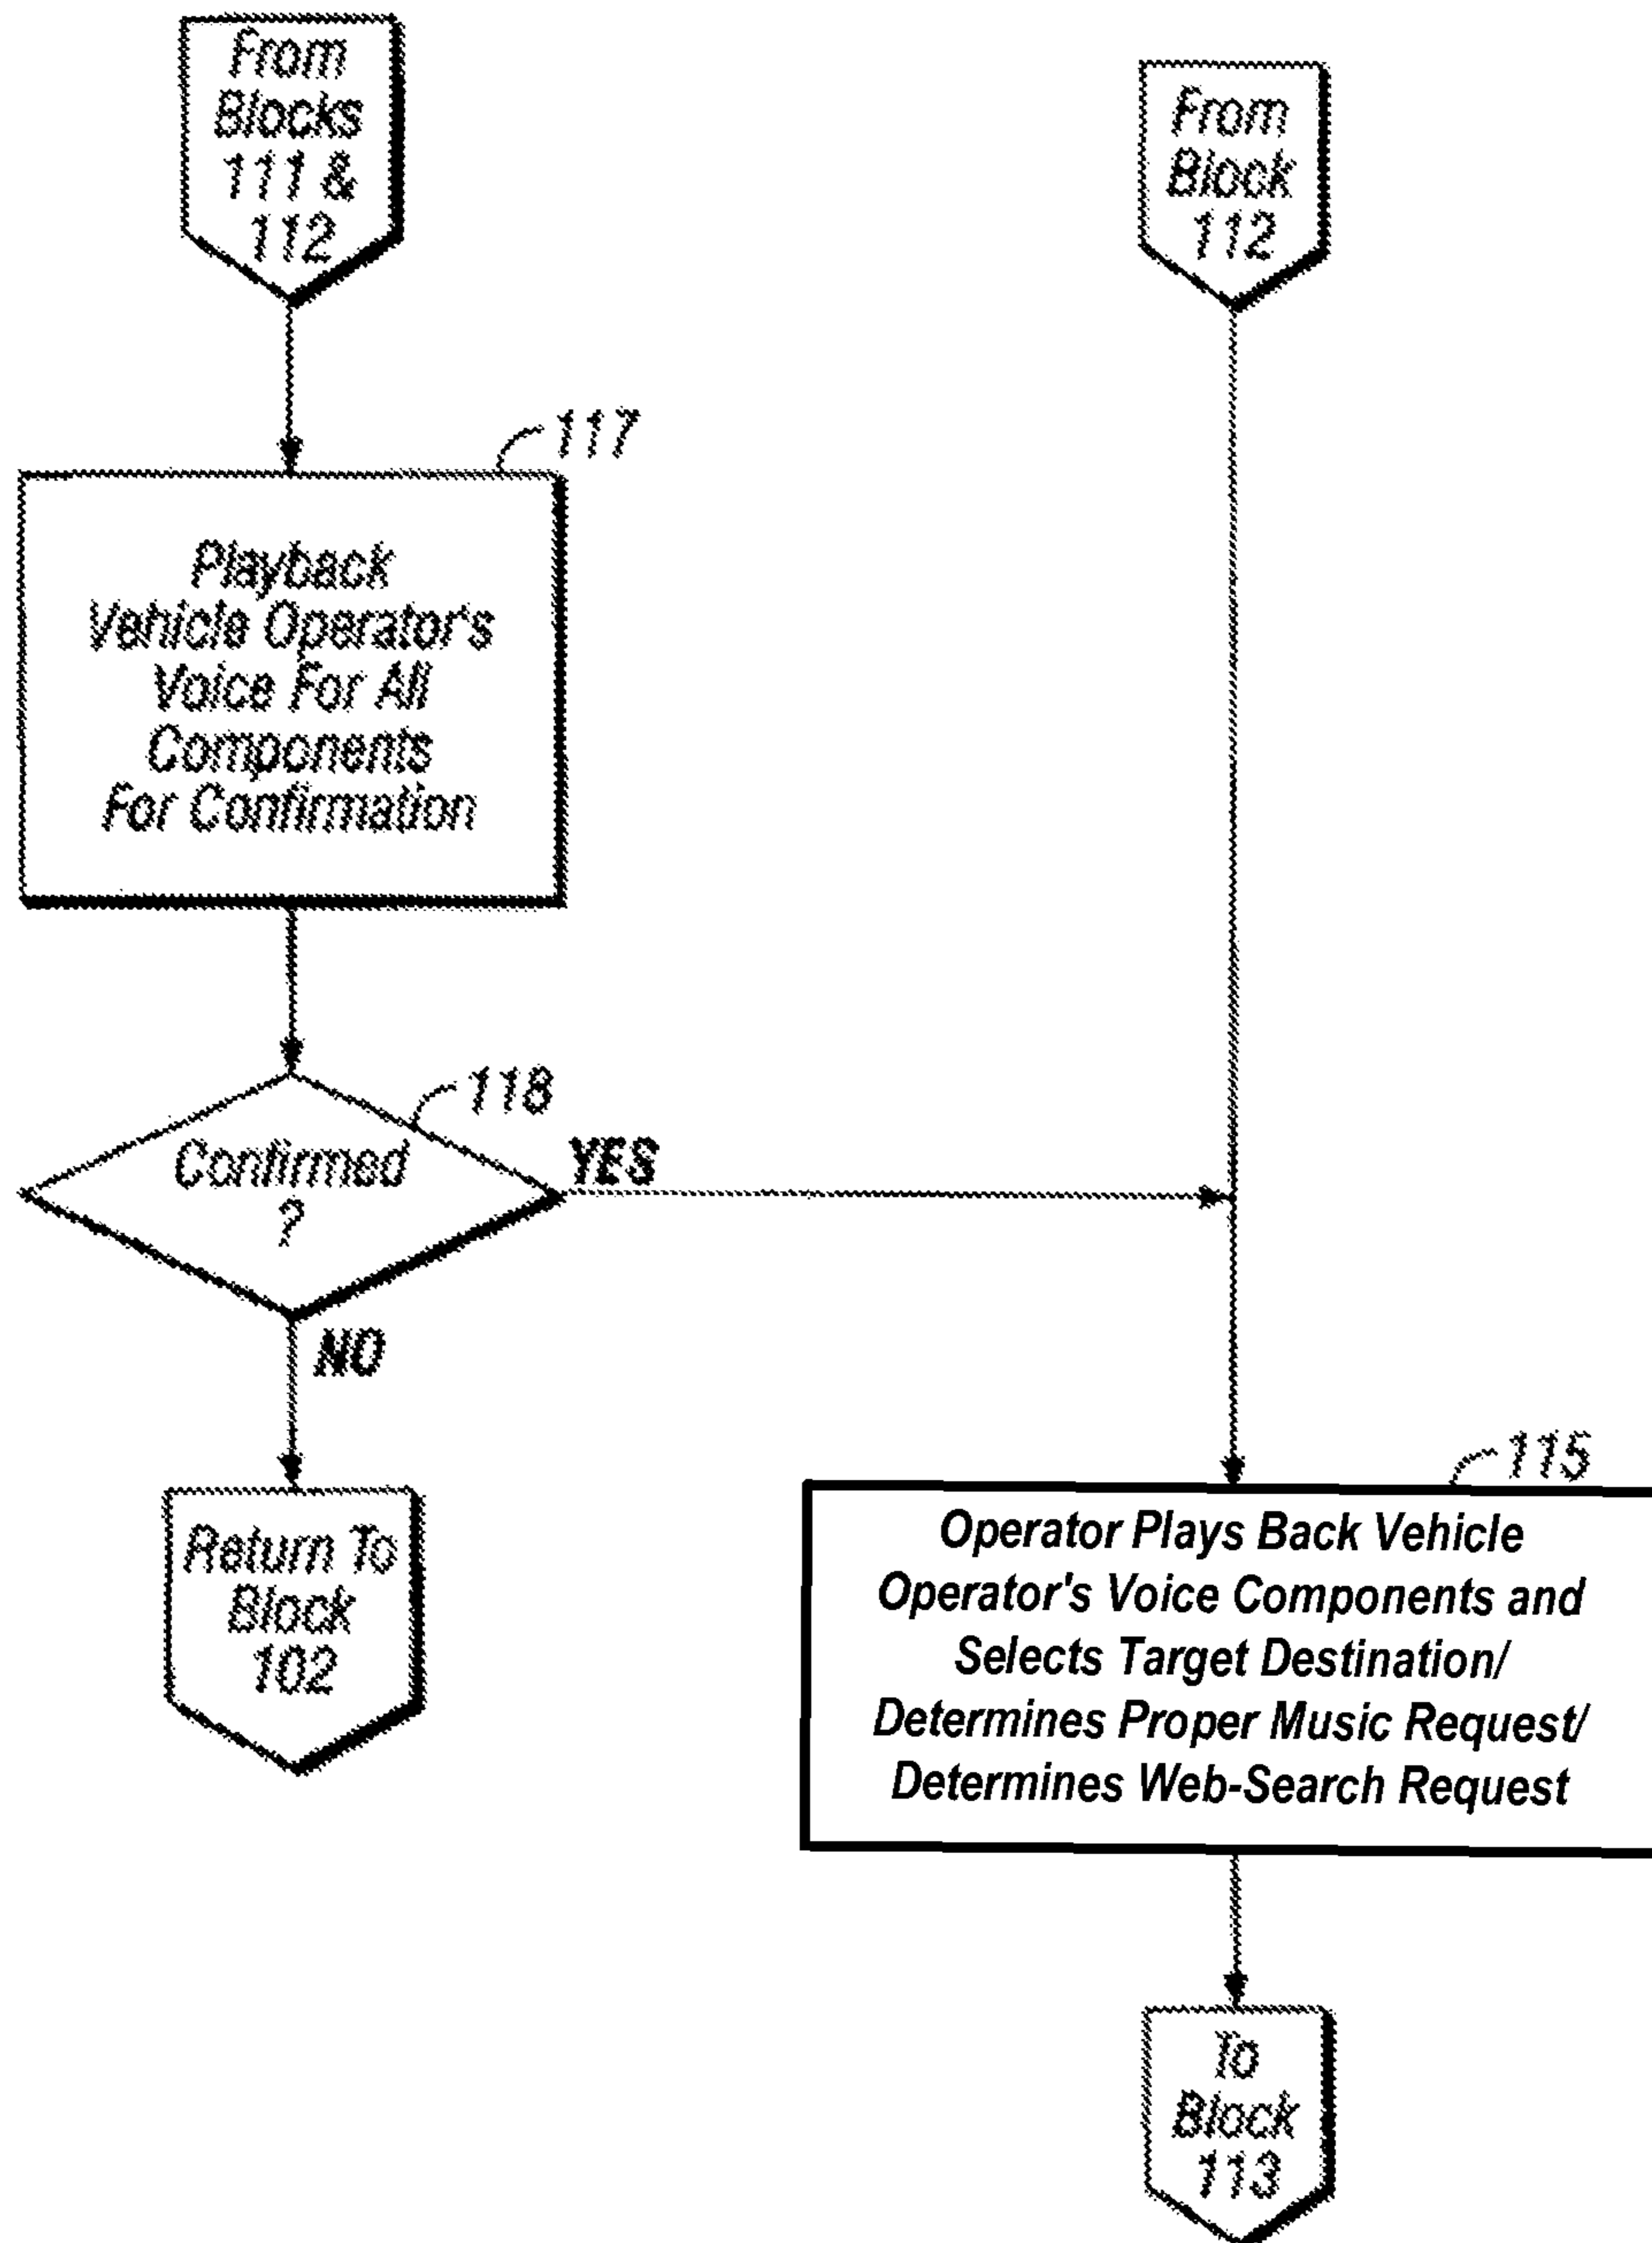 From
Blocks
111 &
112
From
Block
112
117
Playback
Vehicle Operator's
Voice For All
Components
For Confirmation
118
Confirmed
?
YES
NO
Return To
Block
102
115
Operator Plays Back Vehicle
Operator's Voice Components and
Selects Target Destination/
Determines Proper Music Request/
Determines Web-Search Request
To
Block
113